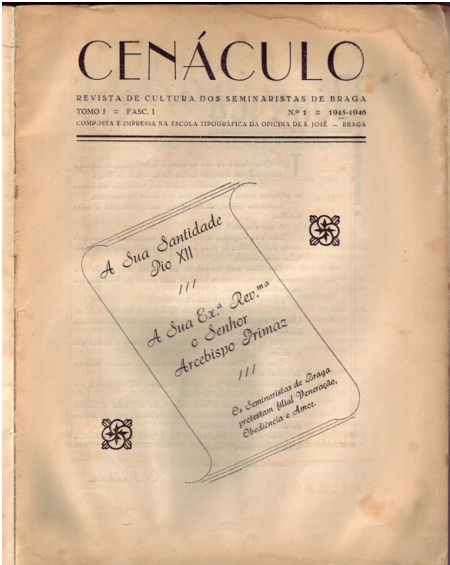 CENÁCULO
REVISTA DE CULTURA DOS SEMINARISTAS DE BRAGA
TOMO I :: FASC. I N.º 1 :: 1945-1946
COMPOSTA E IMPRESSA NA ESCOLA TIPOGRÁFICA DA OFICINA DE S. JOSÉ — BRAGA
A Sua Santidade
Pio XII
///
A Sua Ex.ª Rev.ma
o Senhor
Arcebispo Primaz
///
Os Seminaristas de Braga
protestam filial Veneração,
Obediência e Amor.